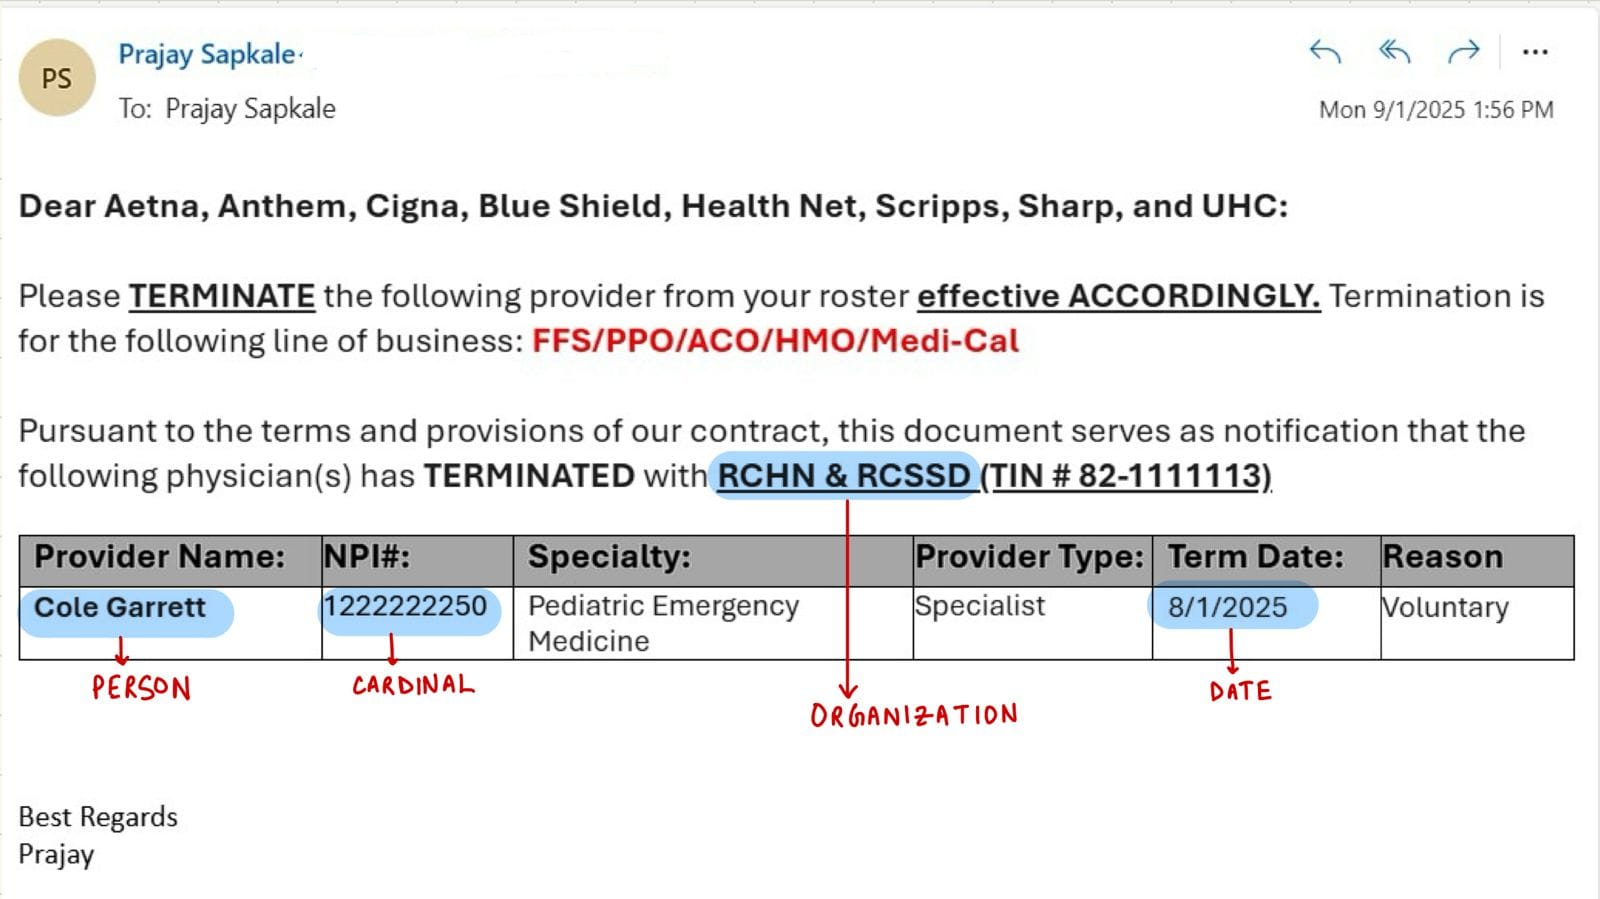 Prajay Sapkale
PS
To: Prajay Sapkale
Mon 9/1/2025 1:56 PM
Dear Aetna, Anthem, Cigna, Blue Shield, Health Net, Scripps, Sharp, and UHC:
Please TERMINATE the following provider from your roster effective ACCORDINGLY. Termination is
for the following line of business: FFS/PPO/ACO/HMO/Medi-Cal
Pursuant to the terms and provisions of our contract, this document serves as notification that the
following physician(s) has TERMINATED with RCHN & RCSSD (TIN # 82-1111113)
Provider Name: NPI#: Specialty: Provider Type: Term Date: Reason
Cole Garrett 1222222250 Pediatric Emergency Specialist 8/1/2025 Voluntary
Medicine
PERSON CARDINAL ORGANIZATION DATE
Best Regards
Prajay